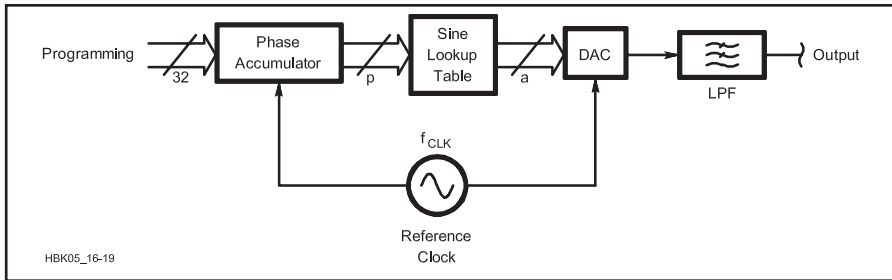 Programming
32
Phase
Accumulator
p
Sine
Lookup
Table
a
DAC
LPF
Output
fCLK
Reference
Clock
HBK05_16-19